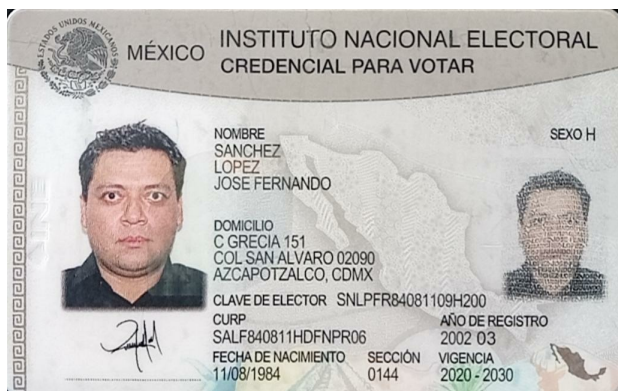 ESTADOS UNIDOS MEXICANOS
MÉXICO INSTITUTO NACIONAL ELECTORAL
CREDENCIAL PARA VOTAR
NOMBRE SEXO H
SANCHEZ
LOPEZ
JOSE FERNANDO
DOMICILIO
C GRECIA 151
COL SAN ALVARO 02090
AZCAPOTZALCO, CDMX
CLAVE DE ELECTOR SNLPFR84081109H200
CURP AÑO DE REGISTRO
SALF840811HDFNPR06 2002 03
FECHA DE NACIMIENTO SECCIÓN VIGENCIA
11/08/1984 0144 2020 - 2030
INE